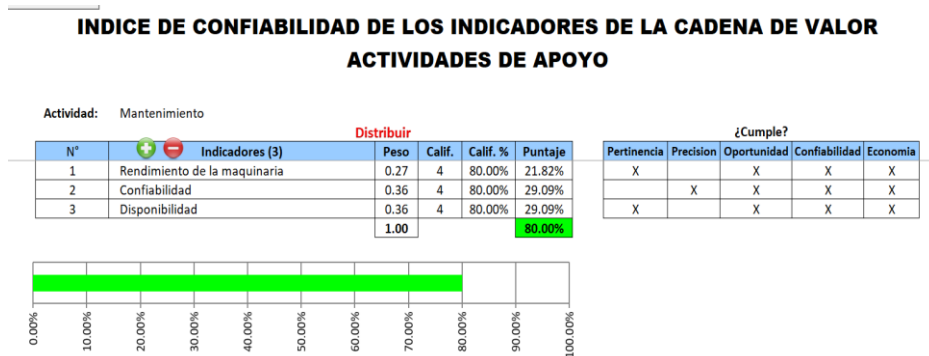 INDICE DE CONFIABILIDAD DE LOS INDICADORES DE LA CADENA DE VALOR
ACTIVIDADES DE APOYO
Actividad: Mantenimiento
Distribuir ¿Cumple?
N° Indicadores (3) Peso Calif. Calif. % Puntaje Pertinencia Precision Oportunidad Confiabilidad Economia
1 Rendimiento de la maquinaria 0.27 4 80.00% 21.82% X X X X
2 Confiabilidad 0.36 4 80.00% 29.09% X X X X
3 Disponibilidad 0.36 4 80.00% 29.09% X X X X
1.00 80.00%
0.00% 10.00% 20.00% 30.00% 40.00% 50.00% 60.00% 70.00% 80.00% 90.00% 100.00%